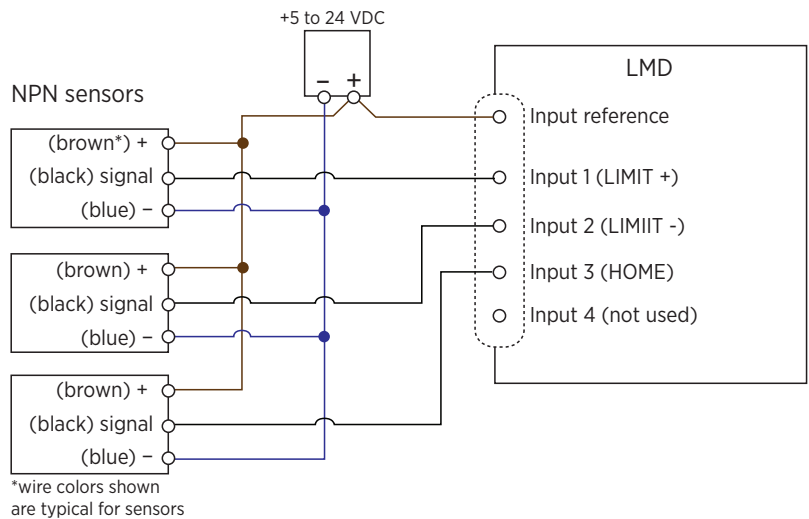 +5 to 24 VDC
– +
LMD
NPN sensors
Input reference
(brown*) +
(black) signal
(blue) –
Input 1 (LIMIT +)
Input 2 (LIMIIT -)
(brown) +
(black) signal
(blue) –
Input 3 (HOME)
Input 4 (not used)
(brown) +
(black) signal
(blue) –
*wire colors shown
are typical for sensors